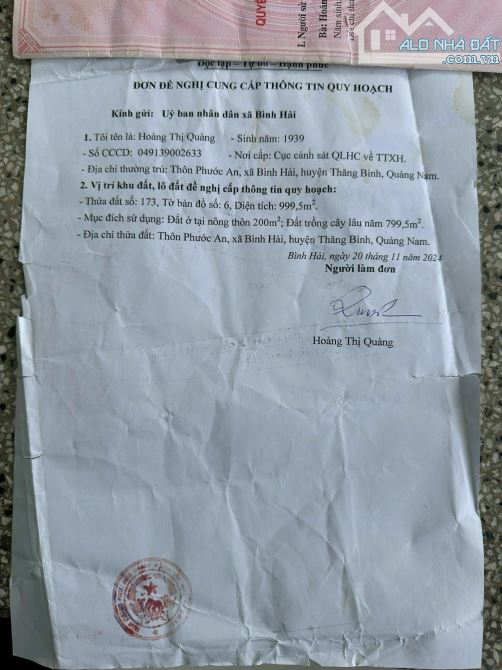 QUYỀ
I. Người sử
Bà: Hoàn
Năm sinh
ALO NHÀ ĐẤT
.com.vn
Độc lập – Tự do – Hạnh phúc
ĐƠN ĐỀ NGHỊ CUNG CẤP THÔNG TIN QUY HOẠCH
Kính gửi: Uỷ ban nhân dân xã Bình Hải
1. Tôi tên là: Hoàng Thị Quảng - Sinh năm: 1939
- Số CCCD: 049139002633 - Nơi cấp: Cục cảnh sát QLHC về TTXH.
- Địa chỉ thường trú: Thôn Phước An, xã Bình Hải, huyện Thăng Bình, Quảng Nam.
2. Vị trí khu đất, lô đất đề nghị cấp thông tin quy hoạch:
- Thửa đất số: 173, Tờ bản đồ số: 6, Diện tích: 999,5m².
- Mục đích sử dụng: Đất ở tại nông thôn 200m²; Đất trồng cây lâu năm 799,5m².
- Địa chỉ thửa đất: Thôn Phước An, xã Bình Hải, huyện Thăng Bình, Quảng Nam.
Bình Hải, ngày 20 tháng 11 năm 2024
Người làm đơn
Hoàng Thị Quảng